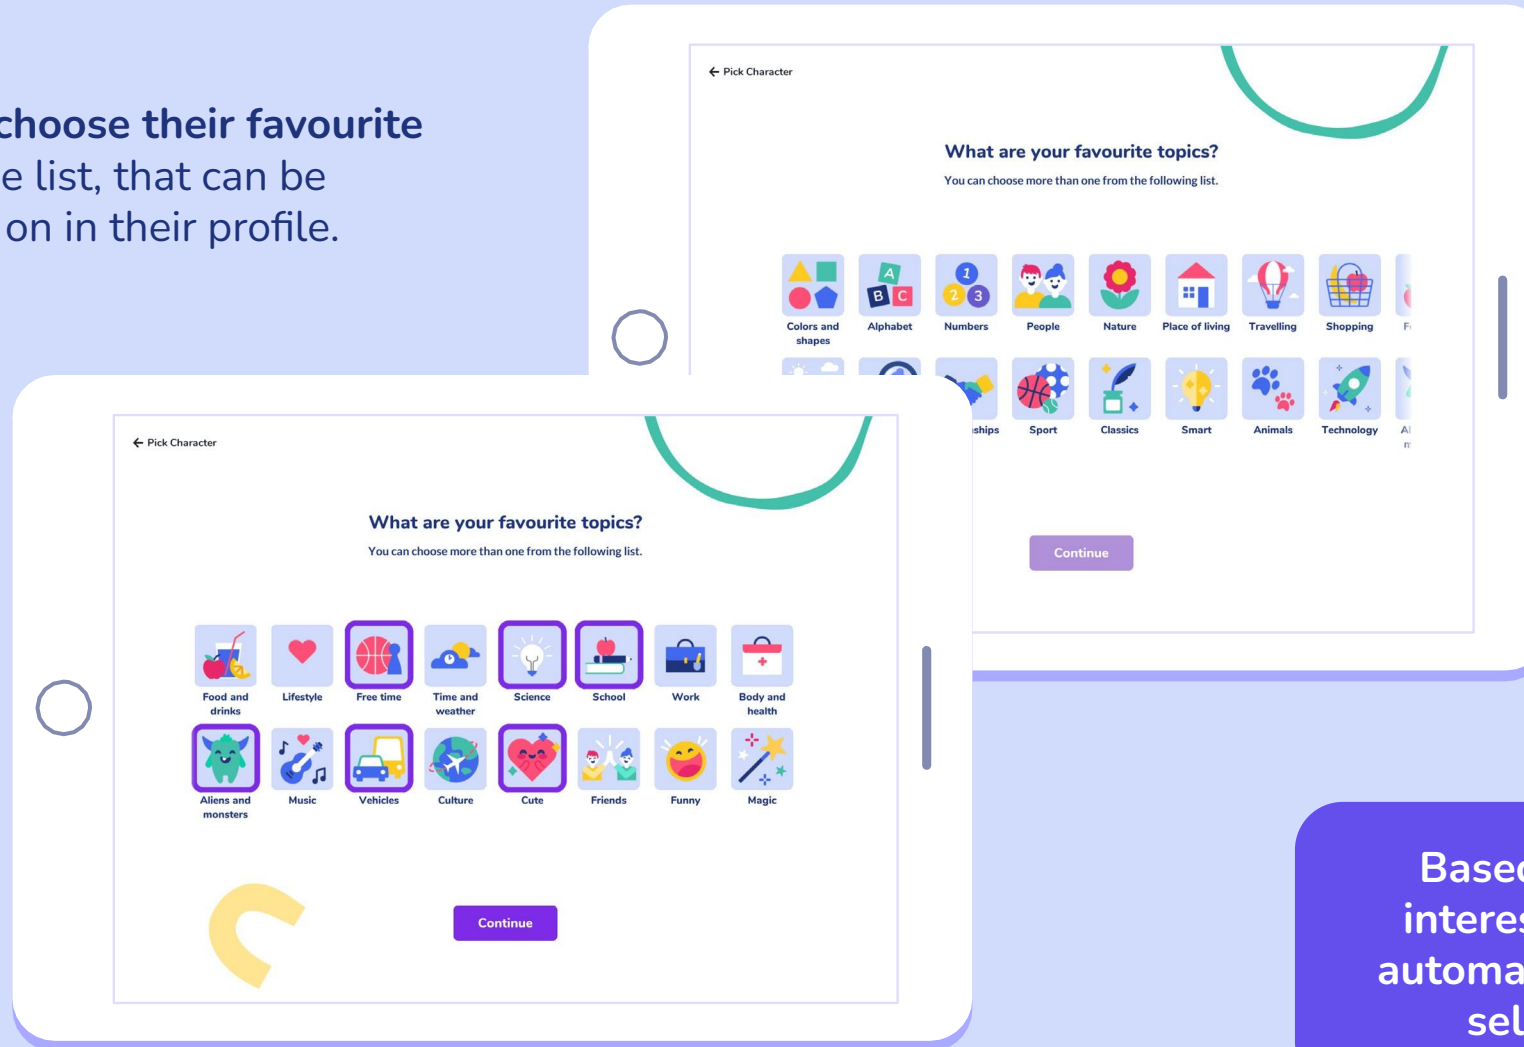 choose their favourite
e list, that can be
on in their profile.
← Pick Character
What are your favourite topics?
You can choose more than one from the following list.
Colors and shapes
Alphabet
Numbers
People
Nature
Place of living
Travelling
Shopping
Sport
Classics
Smart
Animals
Technology
Continue
← Pick Character
What are your favourite topics?
You can choose more than one from the following list.
Food and drinks
Lifestyle
Free time
Time and weather
Science
School
Work
Body and health
Aliens and monsters
Music
Vehicles
Culture
Cute
Friends
Funny
Magic
Continue
Based
interes
automa
sel